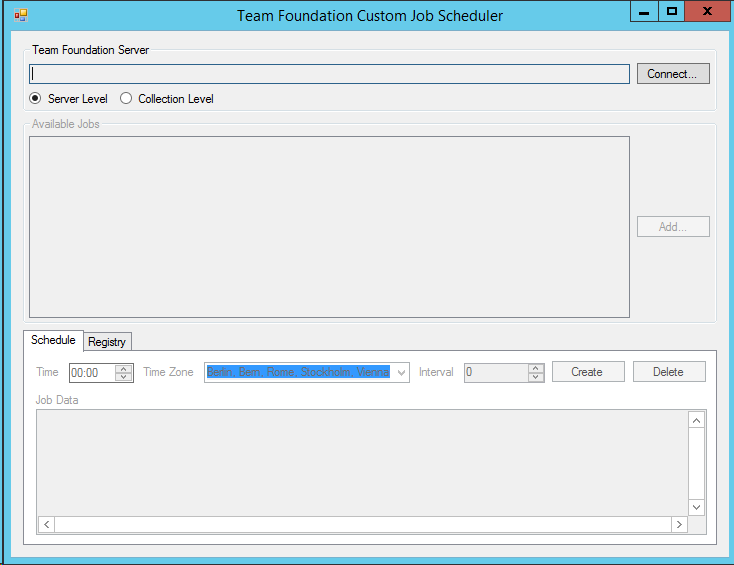 Team Foundation Custom Job Scheduler
Team Foundation Server
Connect...
Server Level Collection Level
Available Jobs
Add...
Schedule Registry
Time 00:00 Time Zone Berlin, Bern, Rome, Stockholm, Vienna Interval 0 Create Delete
Job Data